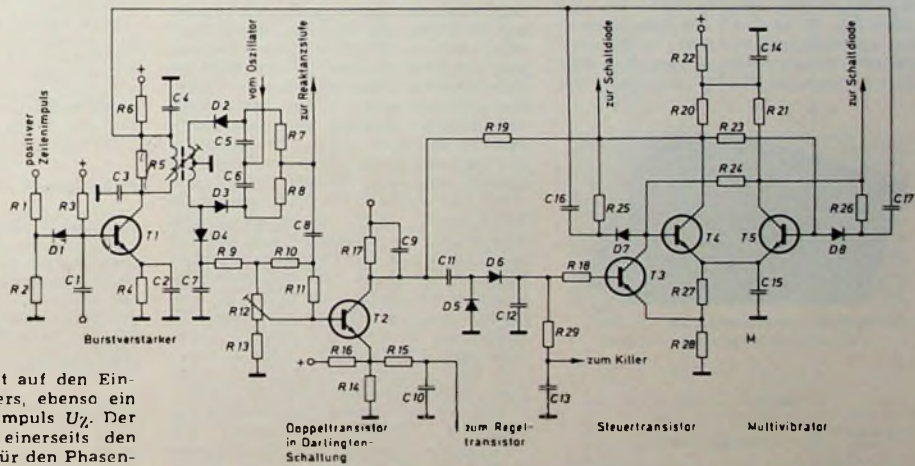 positiver
Zeilenimpuls
R1
R2
R3
D1
C1
R6
C3
R5
C4
T1
R4
C2
Burstverstärker
D2
D3
D4
C5
C6
C7
vom Oszillator
zur Reaktanzstufe
R7
R8
C8
R9
R10
R11
R12
R13
R17
C9
T2
R16
R15
R14
C10
Doppeltransistor
in Darlington-
Schaltung
zum Regel-
transistor
R19
C11
D6
D5
C12
R18
R29
C13
zum Killer
zur Schaltdiode
C16
R25
D7
T3
Steuertransistor
R22
R20
C14
R21
R23
R24
T4
T5
R27
R28
C15
M
Multivibrator
zur Schaltdiode
R26
D8
C17
t auf den Ein-
ers, ebenso ein
mpuls UZ. Der
einerseits den
ür den Phasen-